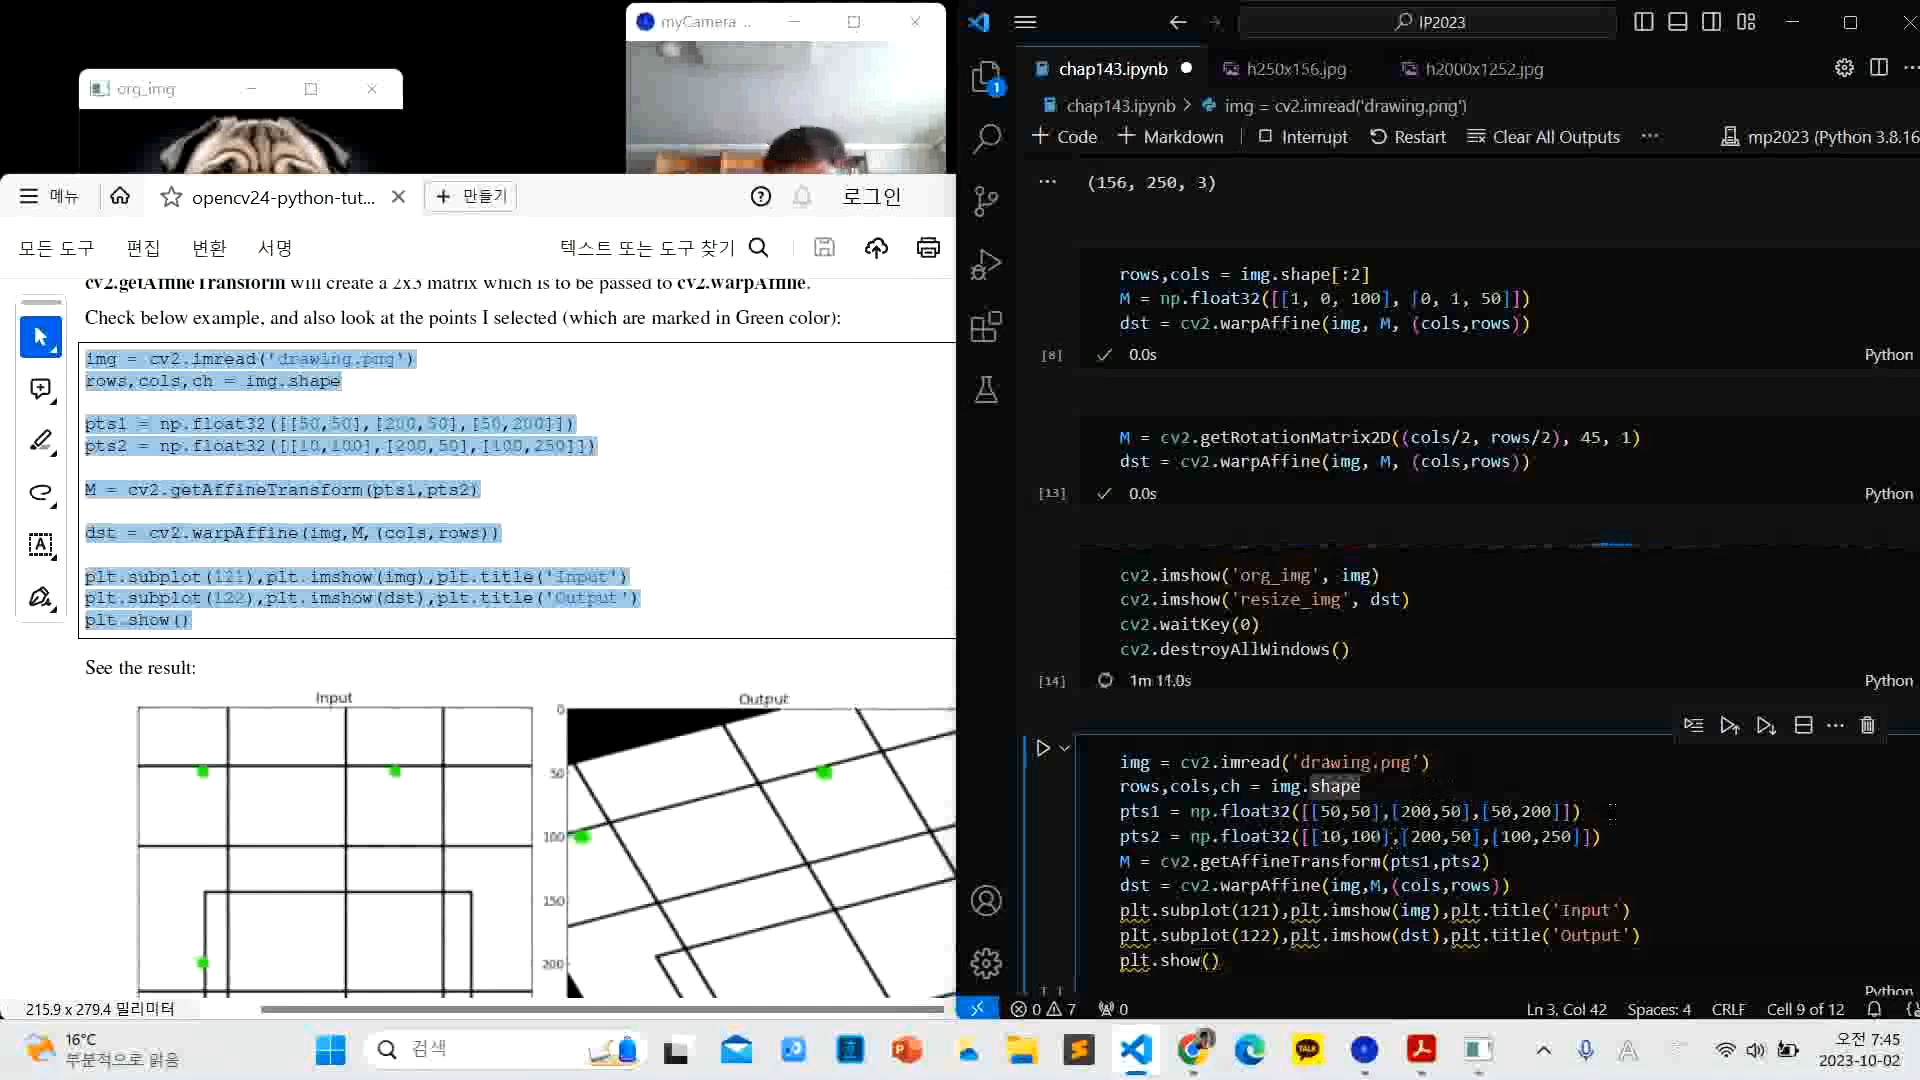 org_img
myCamera ...
메뉴
opencv24-python-tut...
만들기
로그인
모든 도구
편집
변환
서명
텍스트 또는 도구 찾기
cv2.getAffineTransform will create a 2x3 matrix which is to be passed to cv2.warpAffine.
Check below example, and also look at the points I selected (which are marked in Green color):
img = cv2.imread('drawing.png')
rows,cols,ch = img.shape
pts1 = np.float32([[50,50],[200,50],[50,200]])
pts2 = np.float32([[10,100],[200,50],[100,250]])
M = cv2.getAffineTransform(pts1,pts2)
dst = cv2.warpAffine(img,M,(cols,rows))
plt.subplot(121),plt.imshow(img),plt.title('Input')
plt.subplot(122),plt.imshow(dst),plt.title('Output')
plt.show()
See the result:
Input
Output
0
50
100
150
200
215.9 x 279.4 밀리미터
IP2023
chap143.ipynb
h250x156.jpg
h2000x1252.jpg
1
chap143.ipynb > img = cv2.imread('drawing.png')
+ Code + Markdown Interrupt Restart Clear All Outputs ... mp2023 (Python 3.8.16
... (156, 250, 3)
rows,cols = img.shape[:2]
M = np.float32([[1, 0, 100], [0, 1, 50]])
dst = cv2.warpAffine(img, M, (cols,rows))
[8] 0.0s Python
M = cv2.getRotationMatrix2D((cols/2, rows/2), 45, 1)
dst = cv2.warpAffine(img, M, (cols,rows))
[13] 0.0s Python
cv2.imshow('org_img', img)
cv2.imshow('resize_img', dst)
cv2.waitKey(0)
cv2.destroyAllWindows()
[14] Python
img = cv2.imread('drawing.png')
rows,cols,ch = img.shape
pts1 = np.float32([[50,50],[200,50],[50,200]])
pts2 = np.float32([[10,100],[200,50],[100,250]])
M = cv2.getAffineTransform(pts1,pts2)
dst = cv2.warpAffine(img,M,(cols,rows))
plt.subplot(121),plt.imshow(img),plt.title('Input')
plt.subplot(122),plt.imshow(dst),plt.title('Output')
plt.show()
Python
0 7 0
Ln 3, Col 42 Spaces: 4 CRLF Cell 9 of 12
16°C
부분적으로 맑음
검색
TALK
오전 7:45
2023-10-02